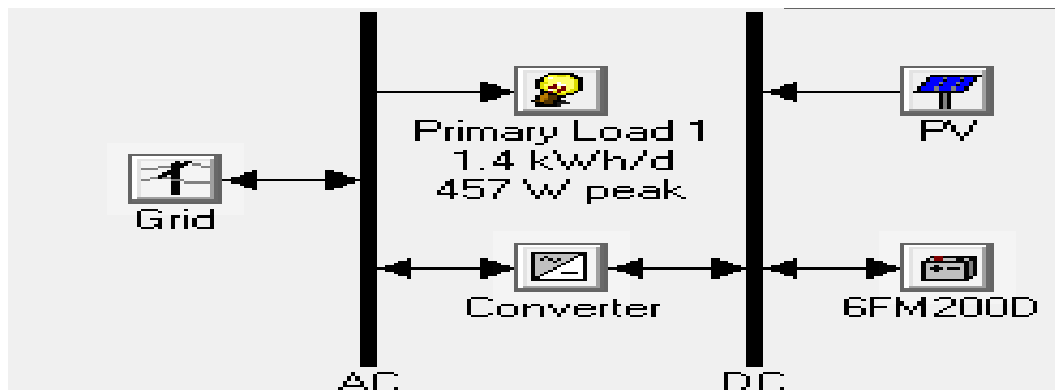 Primary Load 1
1.4 kWh/d
457 W peak
PV
Grid
Converter
6FM200D
AC
DC